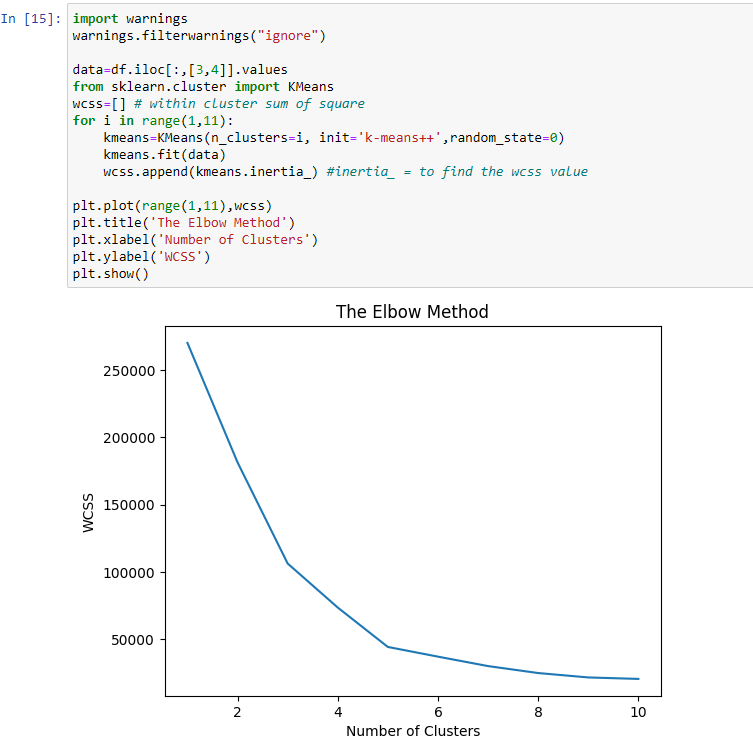 In [15]: import warnings
warnings.filterwarnings("ignore")
data=df.iloc[:,[3,4]].values
from sklearn.cluster import KMeans
wcss=[] # within cluster sum of square
for i in range(1,11):
    kmeans=KMeans(n_clusters=i, init='k-means++',random_state=0)
    kmeans.fit(data)
    wcss.append(kmeans.inertia_) #inertia_ = to find the wcss value
plt.plot(range(1,11),wcss)
plt.title('The Elbow Method')
plt.xlabel('Number of Clusters')
plt.ylabel('WCSS')
plt.show()
The Elbow Method
250000
200000
150000
100000
50000
WCSS
2 4 6 8 10
Number of Clusters